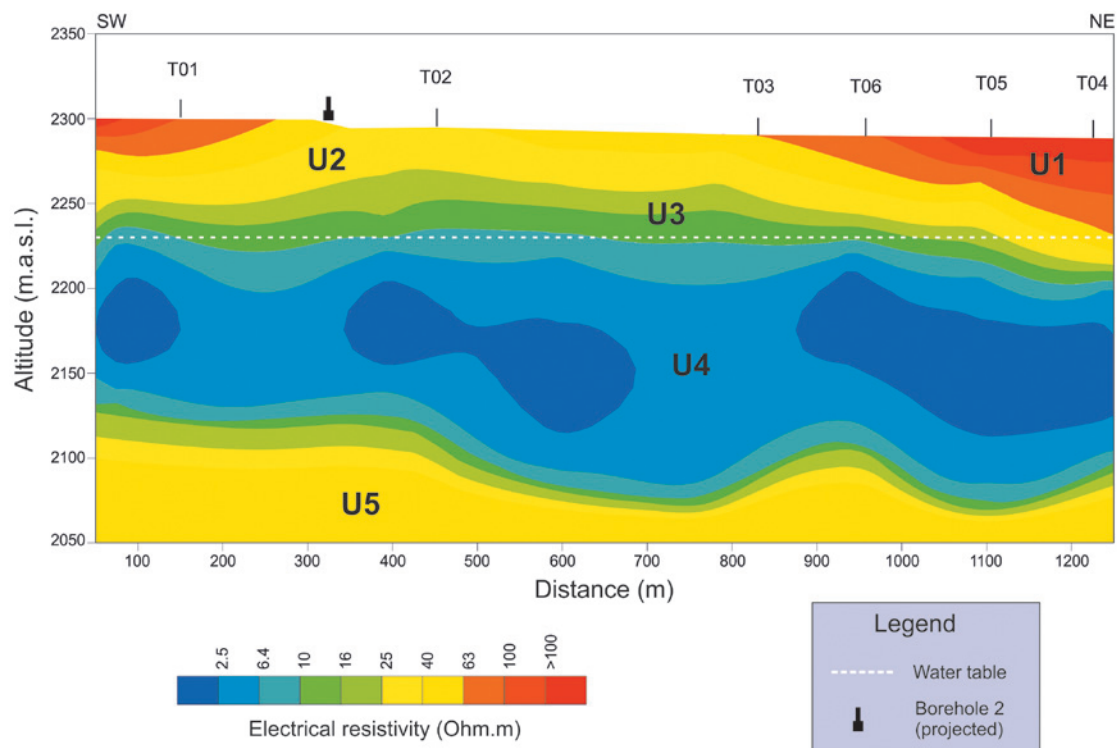 SW
NE
2350
2300
2250
2200
2150
2100
2050
Altitude (m.a.s.l.)
T01
T02
T03
T06
T05
T04
U2
U1
U3
U4
U5
100
200
300
400
500
600
700
800
900
1000
1100
1200
Distance (m)
2.5
6.4
10
16
25
40
63
100
>100
Electrical resistivity (Ohm.m)
Legend
Water table
Borehole 2
(projected)